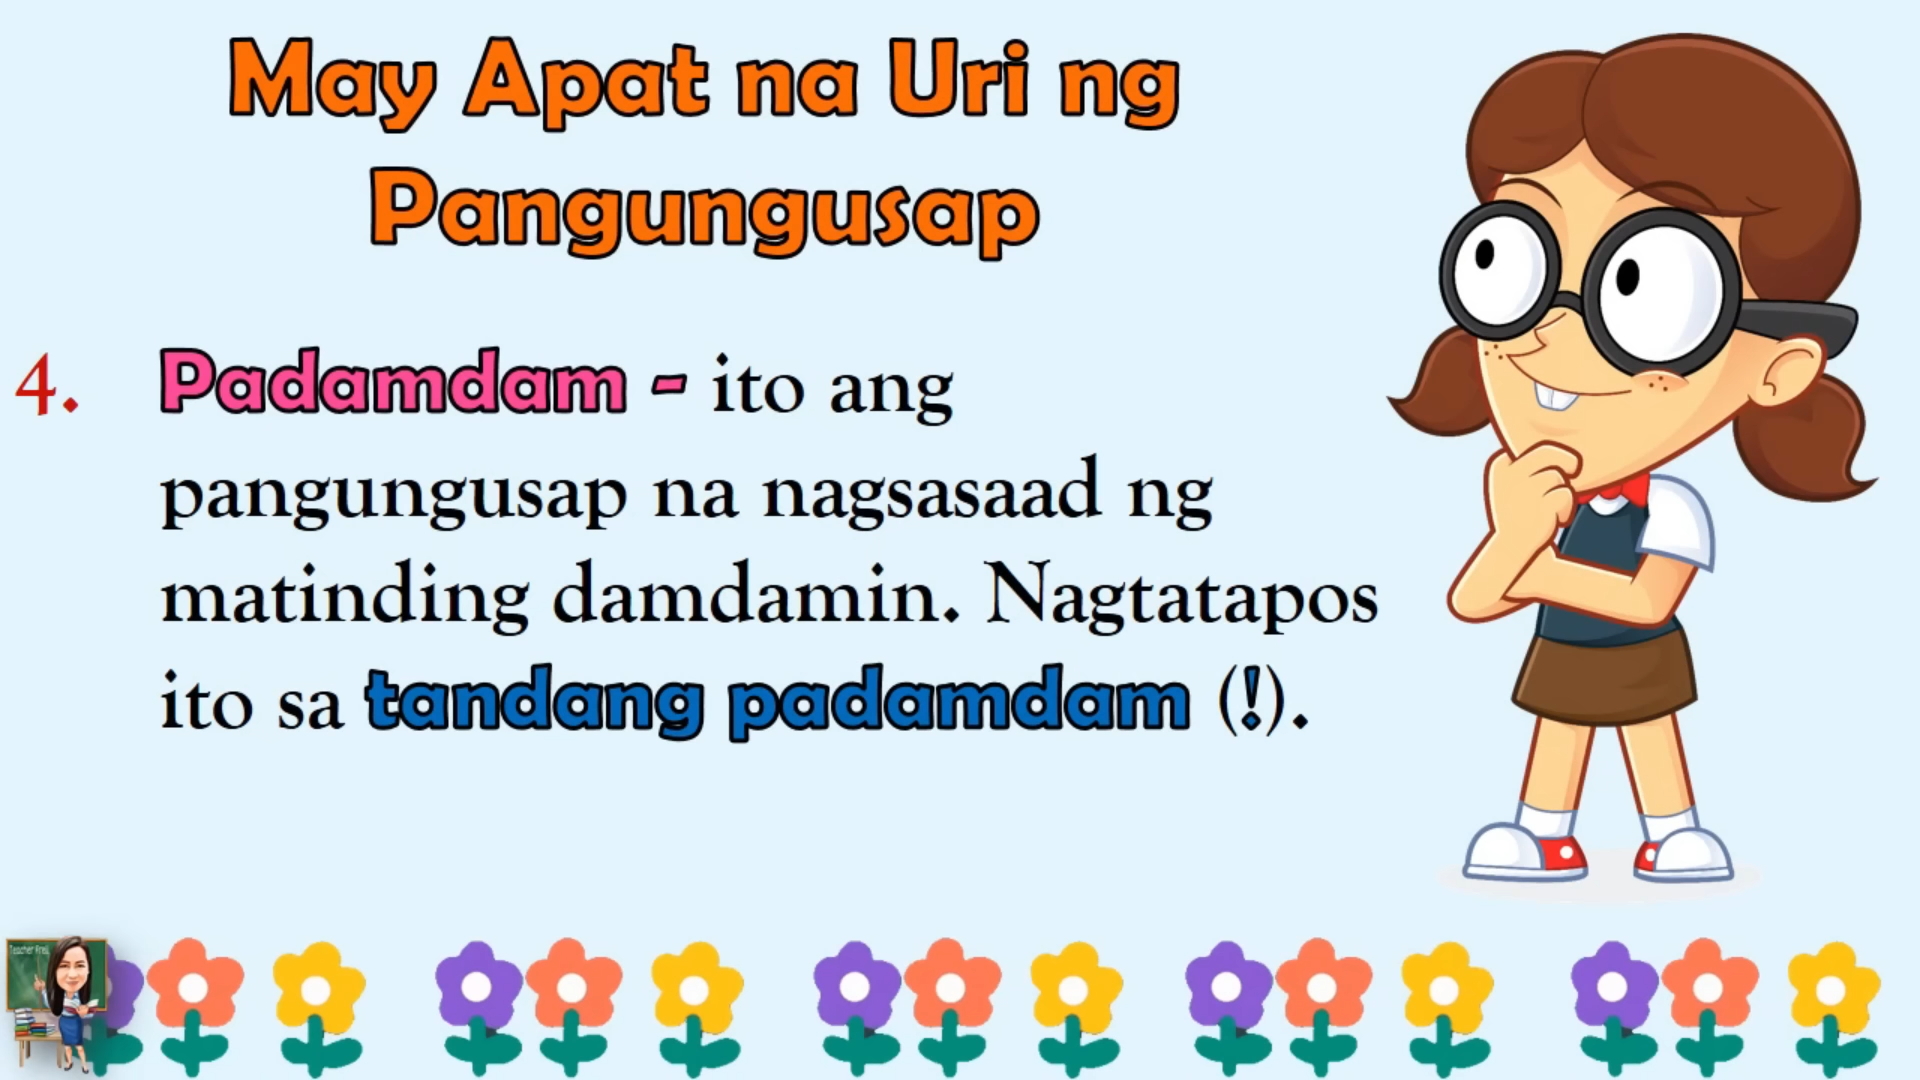 May Apat na Uri ng
Pangungusap
4. Padamdam - ito ang
pangungusap na nagsasaad ng
matinding damdamin. Nagtatapos
ito sa tandang padamdam (!).